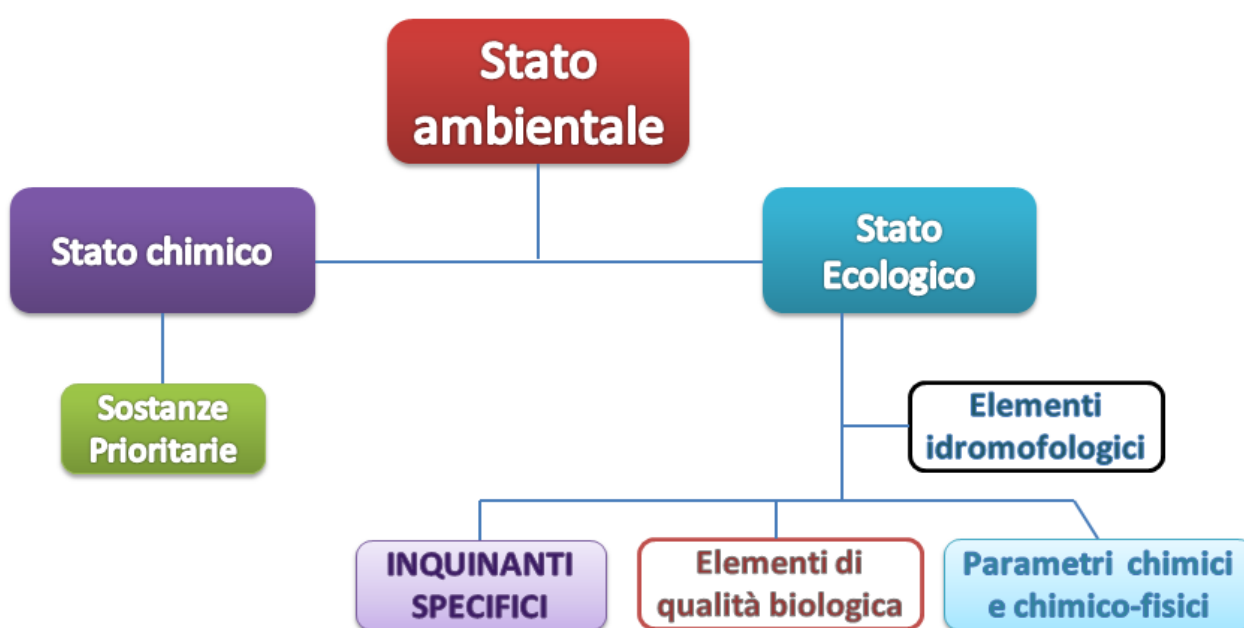 Stato
ambientale
Stato chimico
Stato
Ecologico
Sostanze
Prioritarie
Elementi
idromofologici
INQUINANTI
SPECIFICI
Elementi di
qualità biologica
Parametri chimici
e chimico-fisici